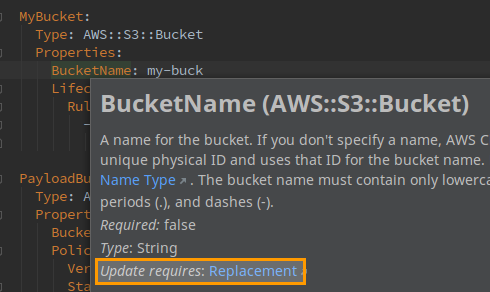 MyBucket:
Type: AWS::S3::Bucket
Properties:
BucketName: my-buck
Lifec
Rul
-
BucketName (AWS::S3::Bucket)
A name for the bucket. If you don't specify a name, AWS C
unique physical ID and uses that ID for the bucket name.
Name Type ↗. The bucket name must contain only lowerca
periods (.), and dashes (-).
Required: false
Type: String
Update requires: Replacement
PayloadBu
Type: A
Propert
Bucke
Polic
Ver
Sta